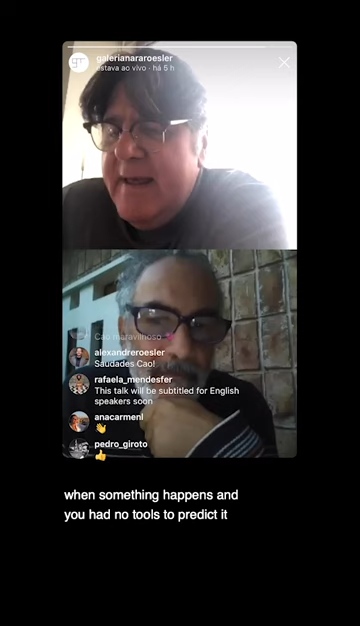 galerianararoesler
estava ao vivo · há 5 h
Cao maravilhoso
alexandreroesler
Saudades Cao!
rafaela_mendesfer
This talk will be subtitled for English
speakers soon
anacarmenl
👋
pedro_giroto
👍
when something happens and
you had no tools to predict it